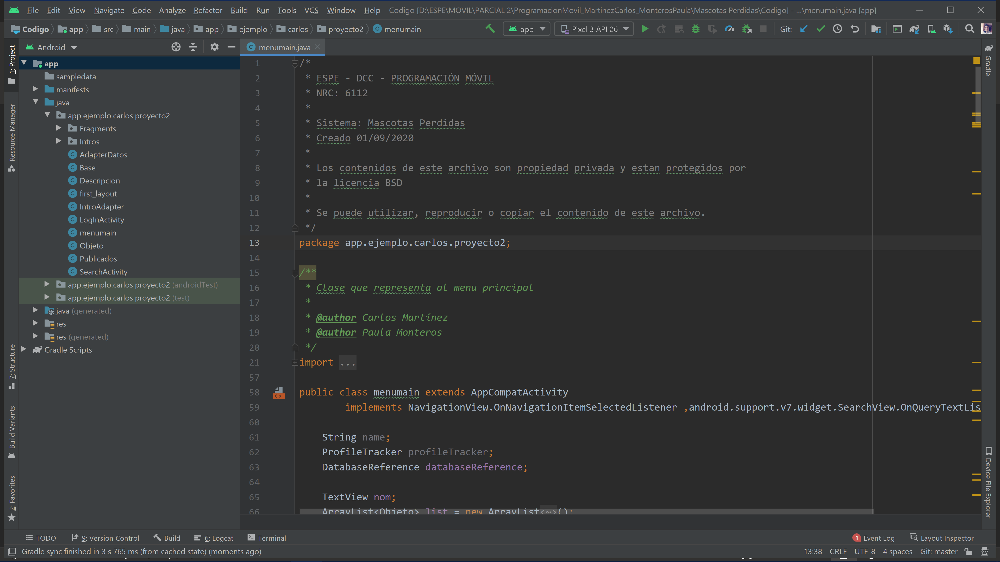 File Edit View Navigate Code Analyze Refactor Build Run Tools VCS Window Help Codigo [D:\ESPE\MOVIL\PARCIAL 2\ProgramacionMovil_MartinezCarlos_MonterosPaula\Mascotas Perdidas\Codigo] - ...\menumain.java [app]
Codigo app src main java app ejemplo carlos proyecto2 menumain app Pixel 3 API 26 Git:
1: Project
Resource Manager
7: Structure
Build Variants
2: Favorites
Android
app
sampledata
manifests
java
app.ejemplo.carlos.proyecto2
Fragments
Intros
AdapterDatos
Base
Descripcion
first_layout
IntroAdapter
LogInActivity
menumain
Objeto
Publicados
SearchActivity
app.ejemplo.carlos.proyecto2 (androidTest)
app.ejemplo.carlos.proyecto2 (test)
java (generated)
res
res (generated)
Gradle Scripts
menumain.java
1 /*
2 * ESPE - DCC - PROGRAMACIÓN MÓVIL
3 * NRC: 6112
4 *
5 * Sistema: Mascotas Perdidas
6 * Creado 01/09/2020
7 *
8 * Los contenidos de este archivo son propiedad privada y estan protegidos por
9 * la licencia BSD
10 *
11 * Se puede utilizar, reproducir o copiar el contenido de este archivo.
12 */
13 package app.ejemplo.carlos.proyecto2;
14
15 /**
16 * Clase que representa al menu principal
17 *
18 * @author Carlos Martínez
19 * @author Paula Monteros
20 */
21 import ...
57
58 public class menumain extends AppCompatActivity
59 implements NavigationView.OnNavigationItemSelectedListener ,android.support.v7.widget.SearchView.OnQueryTextLis
60
61 String name;
62 ProfileTracker profileTracker;
63 DatabaseReference databaseReference;
64
65 TextView nom;
66 ArrayList<Objeto> list = new ArrayList<~>();
Gradle
Device File Explorer
TODO 9: Version Control Build 6: Logcat Terminal 1 Event Log Layout Inspector
Gradle sync finished in 3 s 765 ms (from cached state) (moments ago) 13:38 CRLF UTF-8 4 spaces Git: master